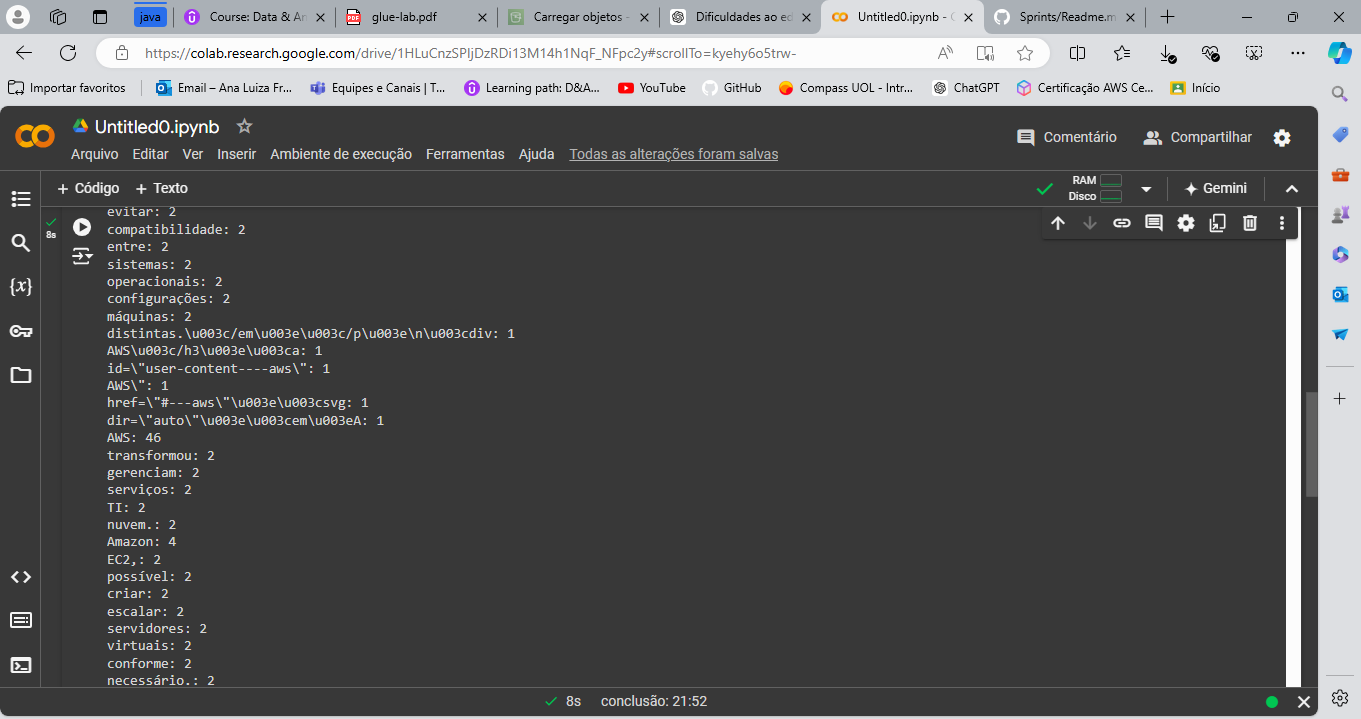 java
Course: Data & An
glue-lab.pdf
Carregar objetos -
Dificuldades ao ed
Untitled0.ipynb - C
Sprints/Readme.m
https://colab.research.google.com/drive/1HLuCnzSPIjDzRDi13M14h1NqF_NFpc2y#scrollTo=kyehy6o5trw-
Importar favoritos
Email – Ana Luiza Fr...
Equipes e Canais | T...
Learning path: D&A...
YouTube
GitHub
Compass UOL - Intr...
ChatGPT
Certificação AWS Ce...
Início
Untitled0.ipynb
Comentário
Compartilhar
Arquivo Editar Ver Inserir Ambiente de execução Ferramentas Ajuda Todas as alterações foram salvas
+ Código + Texto
RAM
Disco
Gemini
8s
evitar: 2
compatibilidade: 2
entre: 2
sistemas: 2
operacionais: 2
configurações: 2
máquinas: 2
distintas.\u003c/em\u003e\u003c/p\u003e\n\u003cdiv: 1
AWS\u003c/h3\u003e\u003ca: 1
id=\"user-content----aws\": 1
AWS\": 1
href=\"#---aws\"\u003e\u003csvg: 1
dir=\"auto\"\u003e\u003cem\u003eA: 1
AWS: 46
transformou: 2
gerenciam: 2
serviços: 2
TI: 2
nuvem.: 2
Amazon: 4
EC2,: 2
possível: 2
criar: 2
escalar: 2
servidores: 2
virtuais: 2
conforme: 2
necessário.: 2
8s conclusão: 21:52